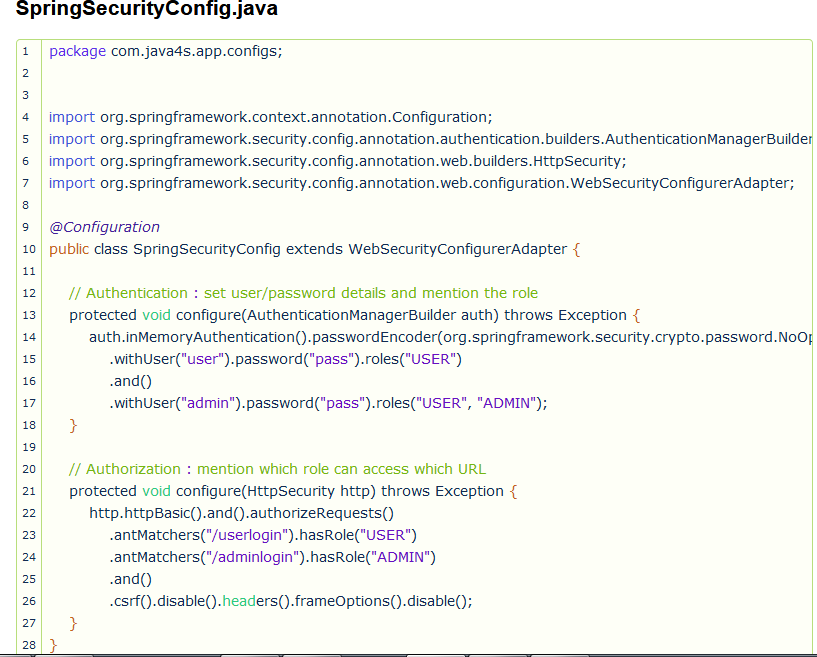 SpringSecurityConfig.java
1 package com.java4s.app.configs;
2
3
4 import org.springframework.context.annotation.Configuration;
5 import org.springframework.security.config.annotation.authentication.builders.AuthenticationManagerBuilder
6 import org.springframework.security.config.annotation.web.builders.HttpSecurity;
7 import org.springframework.security.config.annotation.web.configuration.WebSecurityConfigurerAdapter;
8
9 @Configuration
10 public class SpringSecurityConfig extends WebSecurityConfigurerAdapter {
11
12 // Authentication : set user/password details and mention the role
13 protected void configure(AuthenticationManagerBuilder auth) throws Exception {
14 auth.inMemoryAuthentication().passwordEncoder(org.springframework.security.crypto.password.NoOp
15 .withUser("user").password("pass").roles("USER")
16 .and()
17 .withUser("admin").password("pass").roles("USER", "ADMIN");
18 }
19
20 // Authorization : mention which role can access which URL
21 protected void configure(HttpSecurity http) throws Exception {
22 http.httpBasic().and().authorizeRequests()
23 .antMatchers("/userlogin").hasRole("USER")
24 .antMatchers("/adminlogin").hasRole("ADMIN")
25 .and()
26 .csrf().disable().headers().frameOptions().disable();
27 }
28 }